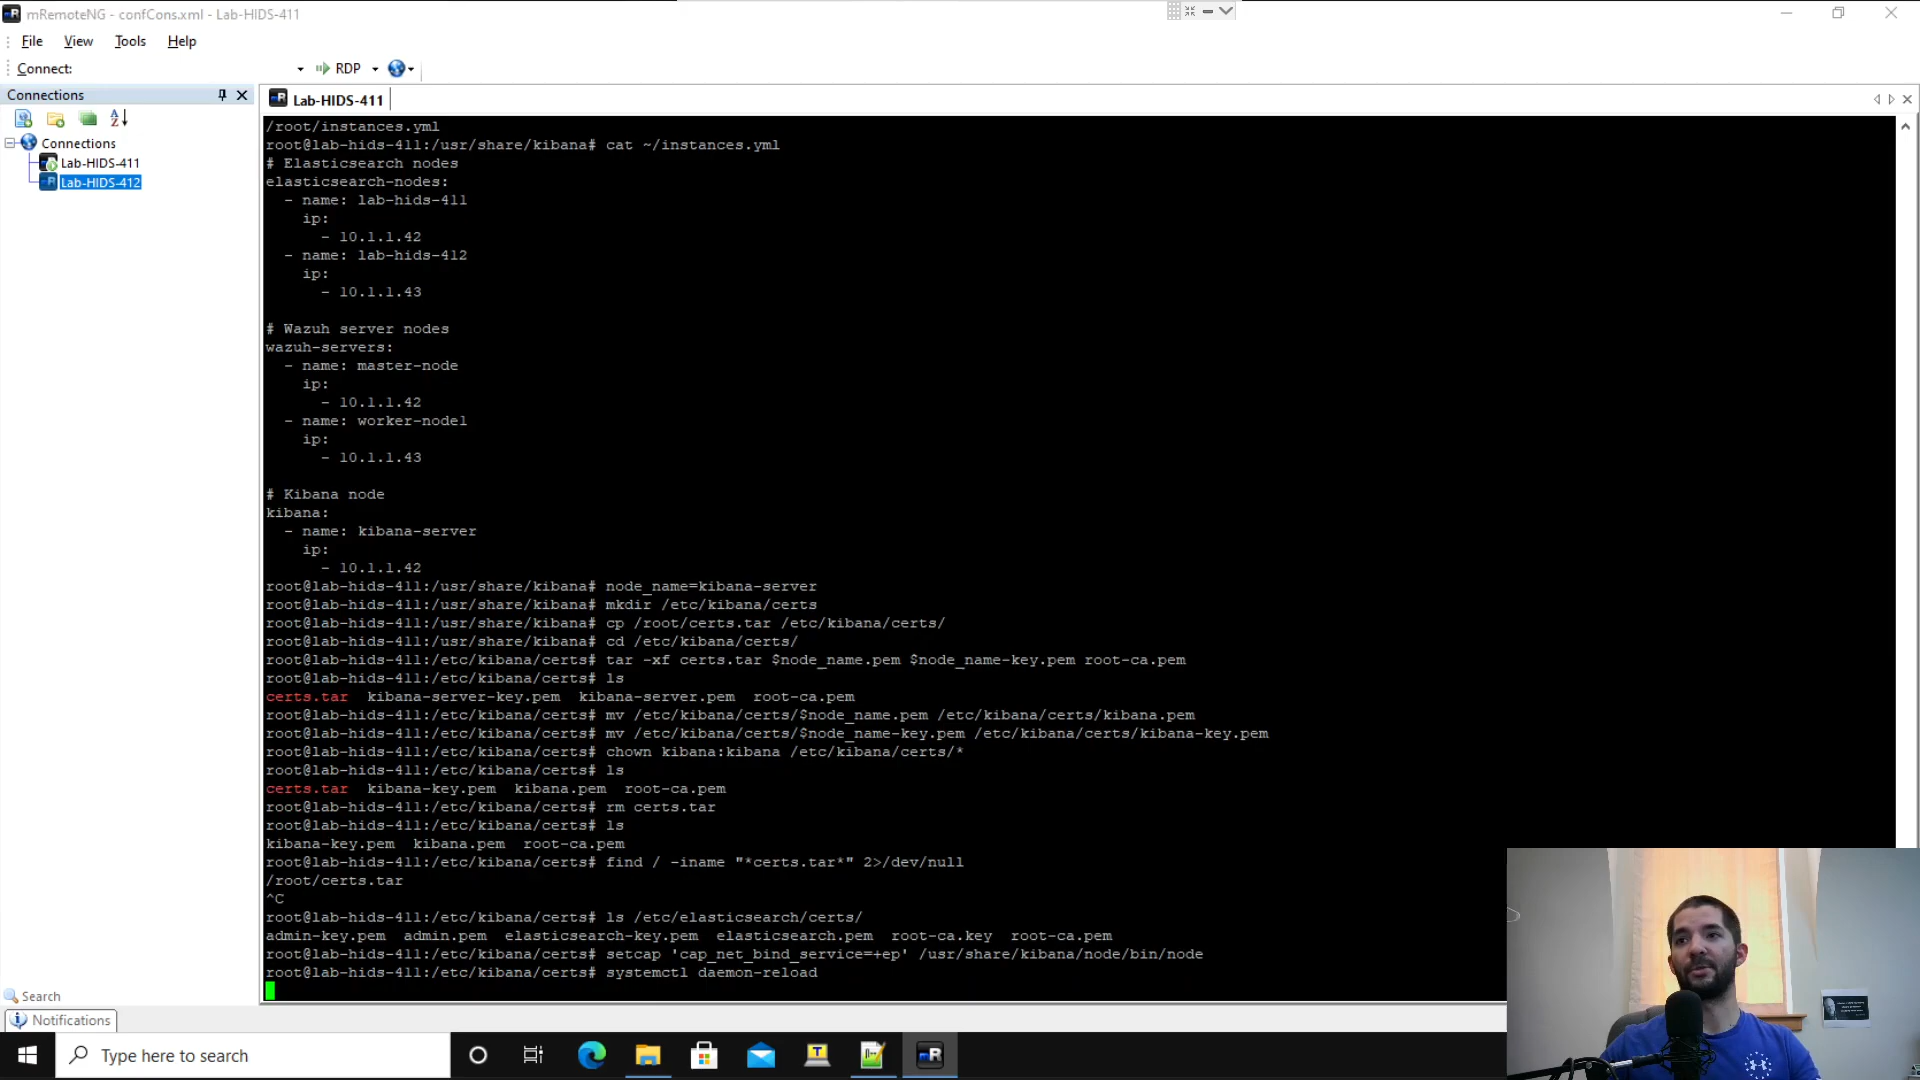 mRemoteNG - confCons.xml - Lab-HIDS-411
File View Tools Help
Connect: RDP
Connections
Lab-HIDS-411
Connections
Lab-HIDS-411
Lab-HIDS-412
/root/instances.yml
root@lab-hids-411:/usr/share/kibana# cat ~/instances.yml
# Elasticsearch nodes
elasticsearch-nodes:
  - name: lab-hids-411
    ip:
      - 10.1.1.42
  - name: lab-hids-412
    ip:
      - 10.1.1.43
# Wazuh server nodes
wazuh-servers:
  - name: master-node
    ip:
      - 10.1.1.42
  - name: worker-node1
    ip:
      - 10.1.1.43
# Kibana node
kibana:
  - name: kibana-server
    ip:
      - 10.1.1.42
root@lab-hids-411:/usr/share/kibana# node_name=kibana-server
root@lab-hids-411:/usr/share/kibana# mkdir /etc/kibana/certs
root@lab-hids-411:/usr/share/kibana# cp /root/certs.tar /etc/kibana/certs/
root@lab-hids-411:/usr/share/kibana# cd /etc/kibana/certs/
root@lab-hids-411:/etc/kibana/certs# tar -xf certs.tar $node_name.pem $node_name-key.pem root-ca.pem
root@lab-hids-411:/etc/kibana/certs# ls
certs.tar  kibana-server-key.pem  kibana-server.pem  root-ca.pem
root@lab-hids-411:/etc/kibana/certs# mv /etc/kibana/certs/$node_name.pem /etc/kibana/certs/kibana.pem
root@lab-hids-411:/etc/kibana/certs# mv /etc/kibana/certs/$node_name-key.pem /etc/kibana/certs/kibana-key.pem
root@lab-hids-411:/etc/kibana/certs# chown kibana:kibana /etc/kibana/certs/*
root@lab-hids-411:/etc/kibana/certs# ls
certs.tar  kibana-key.pem  kibana.pem  root-ca.pem
root@lab-hids-411:/etc/kibana/certs# rm certs.tar
root@lab-hids-411:/etc/kibana/certs# ls
kibana-key.pem  kibana.pem  root-ca.pem
root@lab-hids-411:/etc/kibana/certs# find / -iname "*certs.tar*" 2>/dev/null
/root/certs.tar
^C
root@lab-hids-411:/etc/kibana/certs# ls /etc/elasticsearch/certs/
admin-key.pem  admin.pem  elasticsearch-key.pem  elasticsearch.pem  root-ca.key  root-ca.pem
root@lab-hids-411:/etc/kibana/certs# setcap 'cap_net_bind_service=+ep' /usr/share/kibana/node/bin/node
root@lab-hids-411:/etc/kibana/certs# systemctl daemon-reload
Search
Notifications
Type here to search